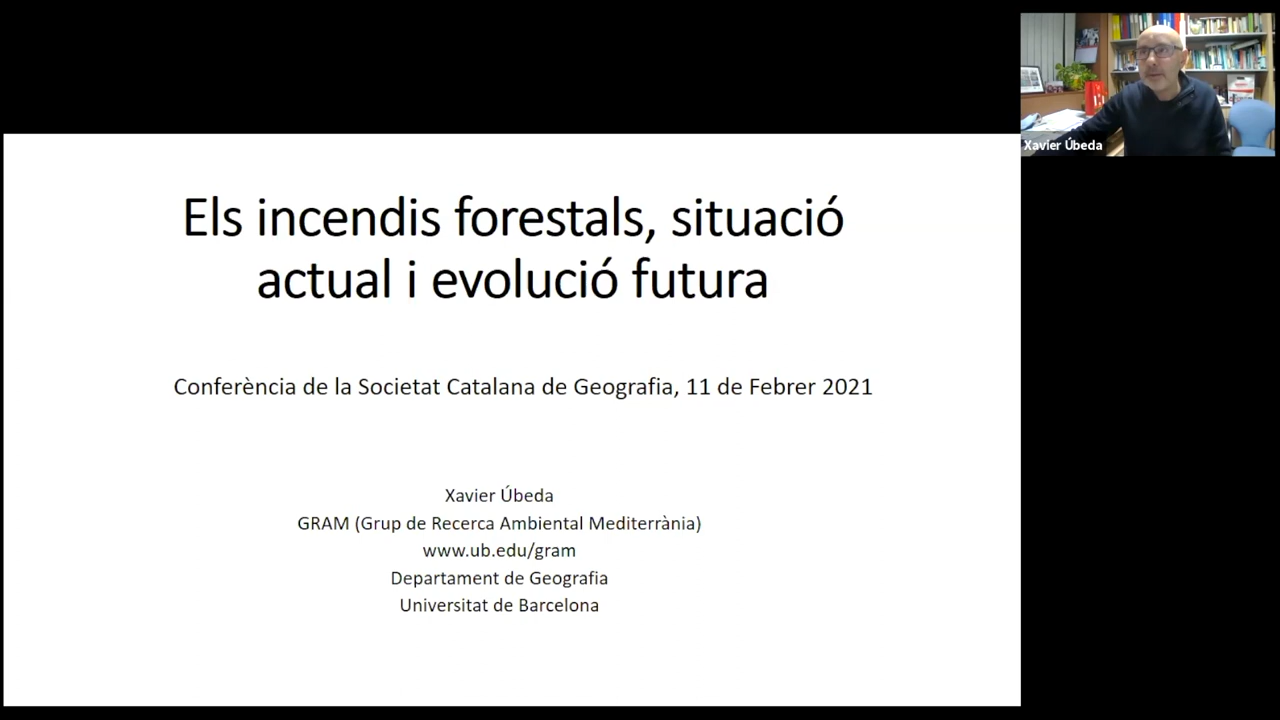 Els incendis forestals, situació
actual i evolució futura
Conferència de la Societat Catalana de Geografia, 11 de Febrer 2021
Xavier Úbeda
GRAM (Grup de Recerca Ambiental Mediterrània)
www.ub.edu/gram
Departament de Geografia
Universitat de Barcelona
Xavier Úbeda